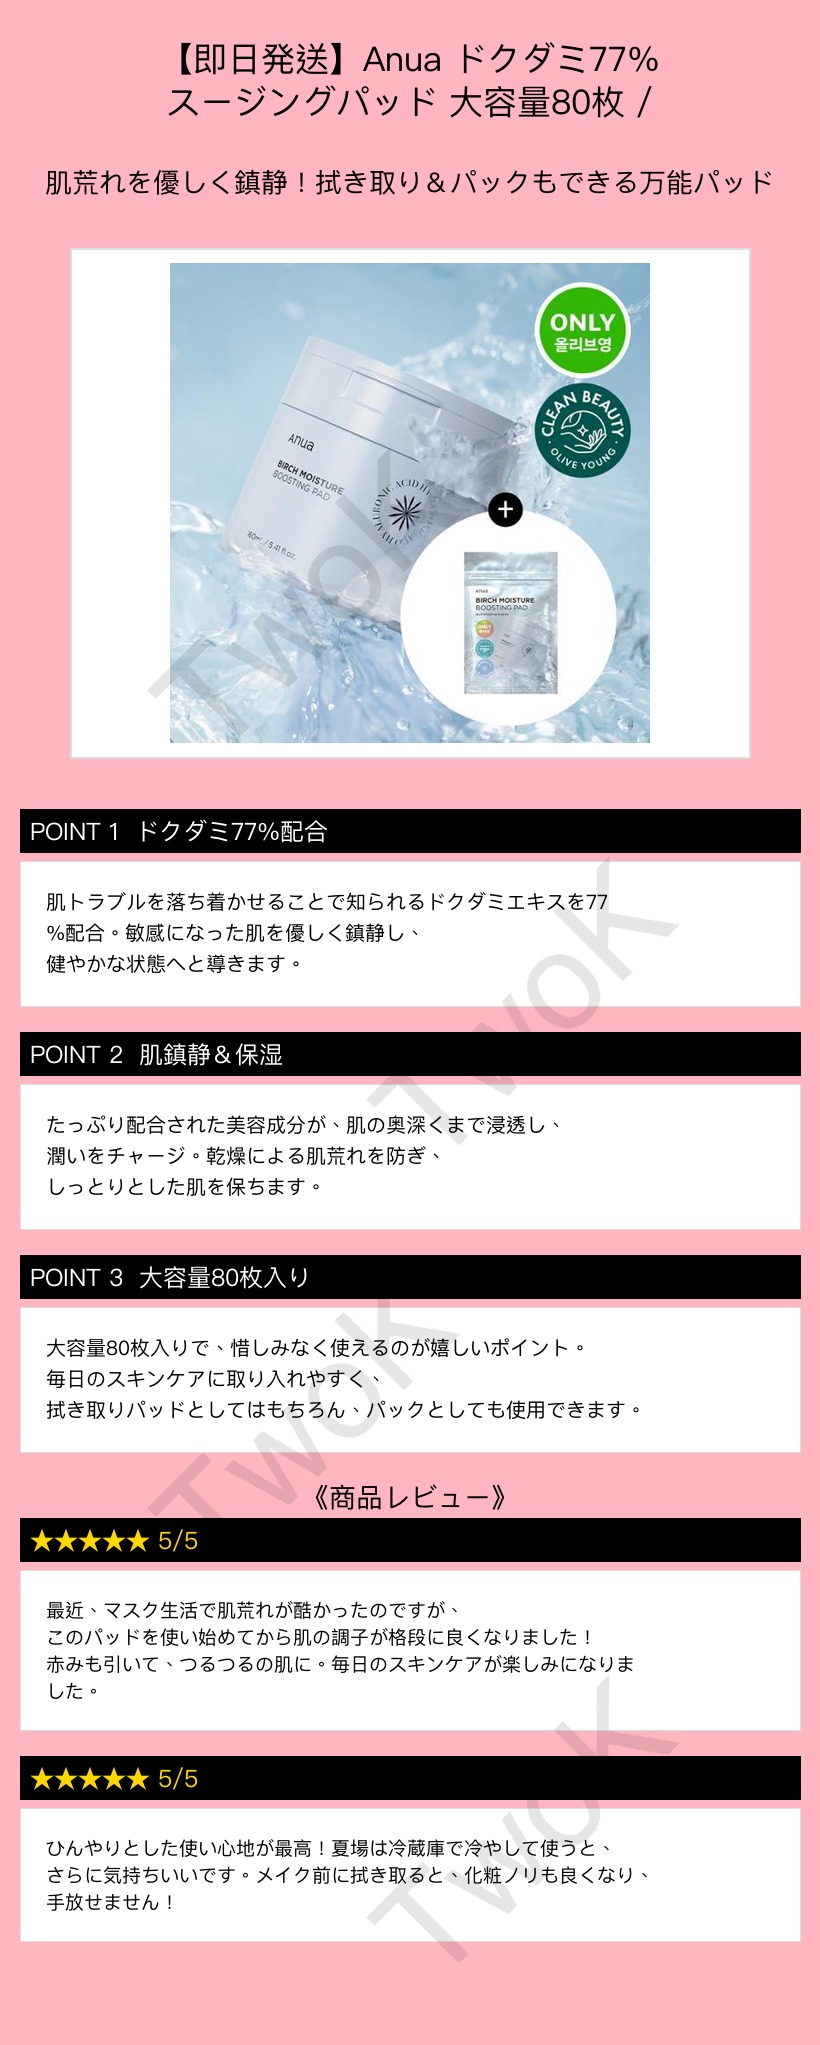 【即日発送】Anua ドクダミ77%
スージングパッド 大容量80枚 /
肌荒れを優しく鎮静！拭き取り＆パックもできる万能パッド
ONLY
올리브영
CLEAN BEAUTY
OLIVE YOUNG
Anua
BIRCH MOISTURE
BOOSTING PAD
160ml / 5.41 fl.oz.
+
Anua
BIRCH MOISTURE
BOOSTING PAD
ONLY
TwoK
POINT 1 ドクダミ77%配合
肌トラブルを落ち着かせることで知られるドクダミエキスを77
%配合。敏感になった肌を優しく鎮静し、
健やかな状態へと導きます。
TwoK
POINT 2 肌鎮静＆保湿
たっぷり配合された美容成分が、肌の奥深くまで浸透し、
潤いをチャージ。乾燥による肌荒れを防ぎ、
しっとりとした肌を保ちます。
POINT 3 大容量80枚入り
大容量80枚入りで、惜しみなく使えるのが嬉しいポイント。
毎日のスキンケアに取り入れやすく、
拭き取りパッドとしてはもちろん、パックとしても使用できます。
TwoK
《商品レビュー》
★★★★★ 5/5
最近、マスク生活で肌荒れが酷かったのですが、
このパッドを使い始めてから肌の調子が格段に良くなりました！
赤みも引いて、つるつるの肌に。毎日のスキンケアが楽しみになりま
した。
★★★★★ 5/5
ひんやりとした使い心地が最高！夏場は冷蔵庫で冷やして使うと、
さらに気持ちいいです。メイク前に拭き取ると、化粧ノリも良くなり、
手放せません！
TwoK